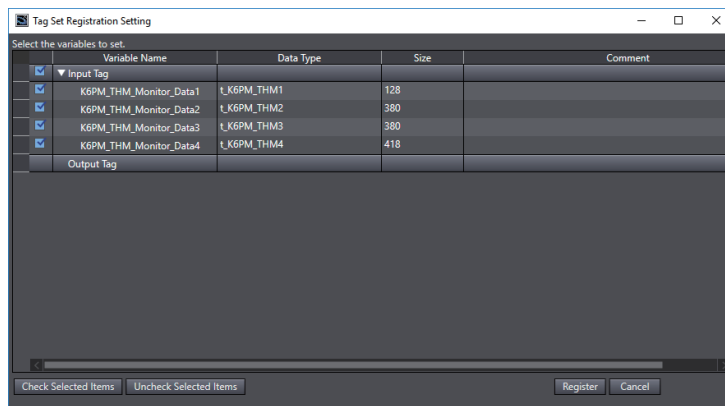 Tag Set Registration Setting
Select the variables to set.
Variable Name Data Type Size Comment
▼ Input Tag
K6PM_THM_Monitor_Data1 t_K6PM_THM1 128
K6PM_THM_Monitor_Data2 t_K6PM_THM2 380
K6PM_THM_Monitor_Data3 t_K6PM_THM3 380
K6PM_THM_Monitor_Data4 t_K6PM_THM4 418
Output Tag
Check Selected Items Uncheck Selected Items Register Cancel